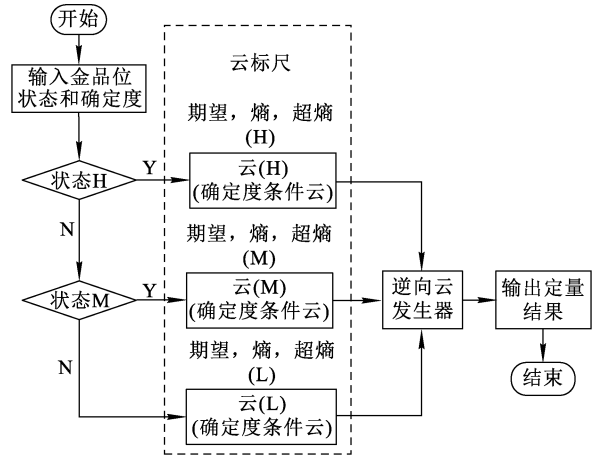 开始
输入金品位
状态和确定度
云标尺
期望，熵，超熵
(H)
状态H
Y
云(H)
(确定度条件云)
N
期望，熵，超熵
(M)
状态M
Y
云(M)
(确定度条件云)
逆向云
发生器
输出定量
结果
N
期望，熵，超熵
(L)
云(L)
(确定度条件云)
结束